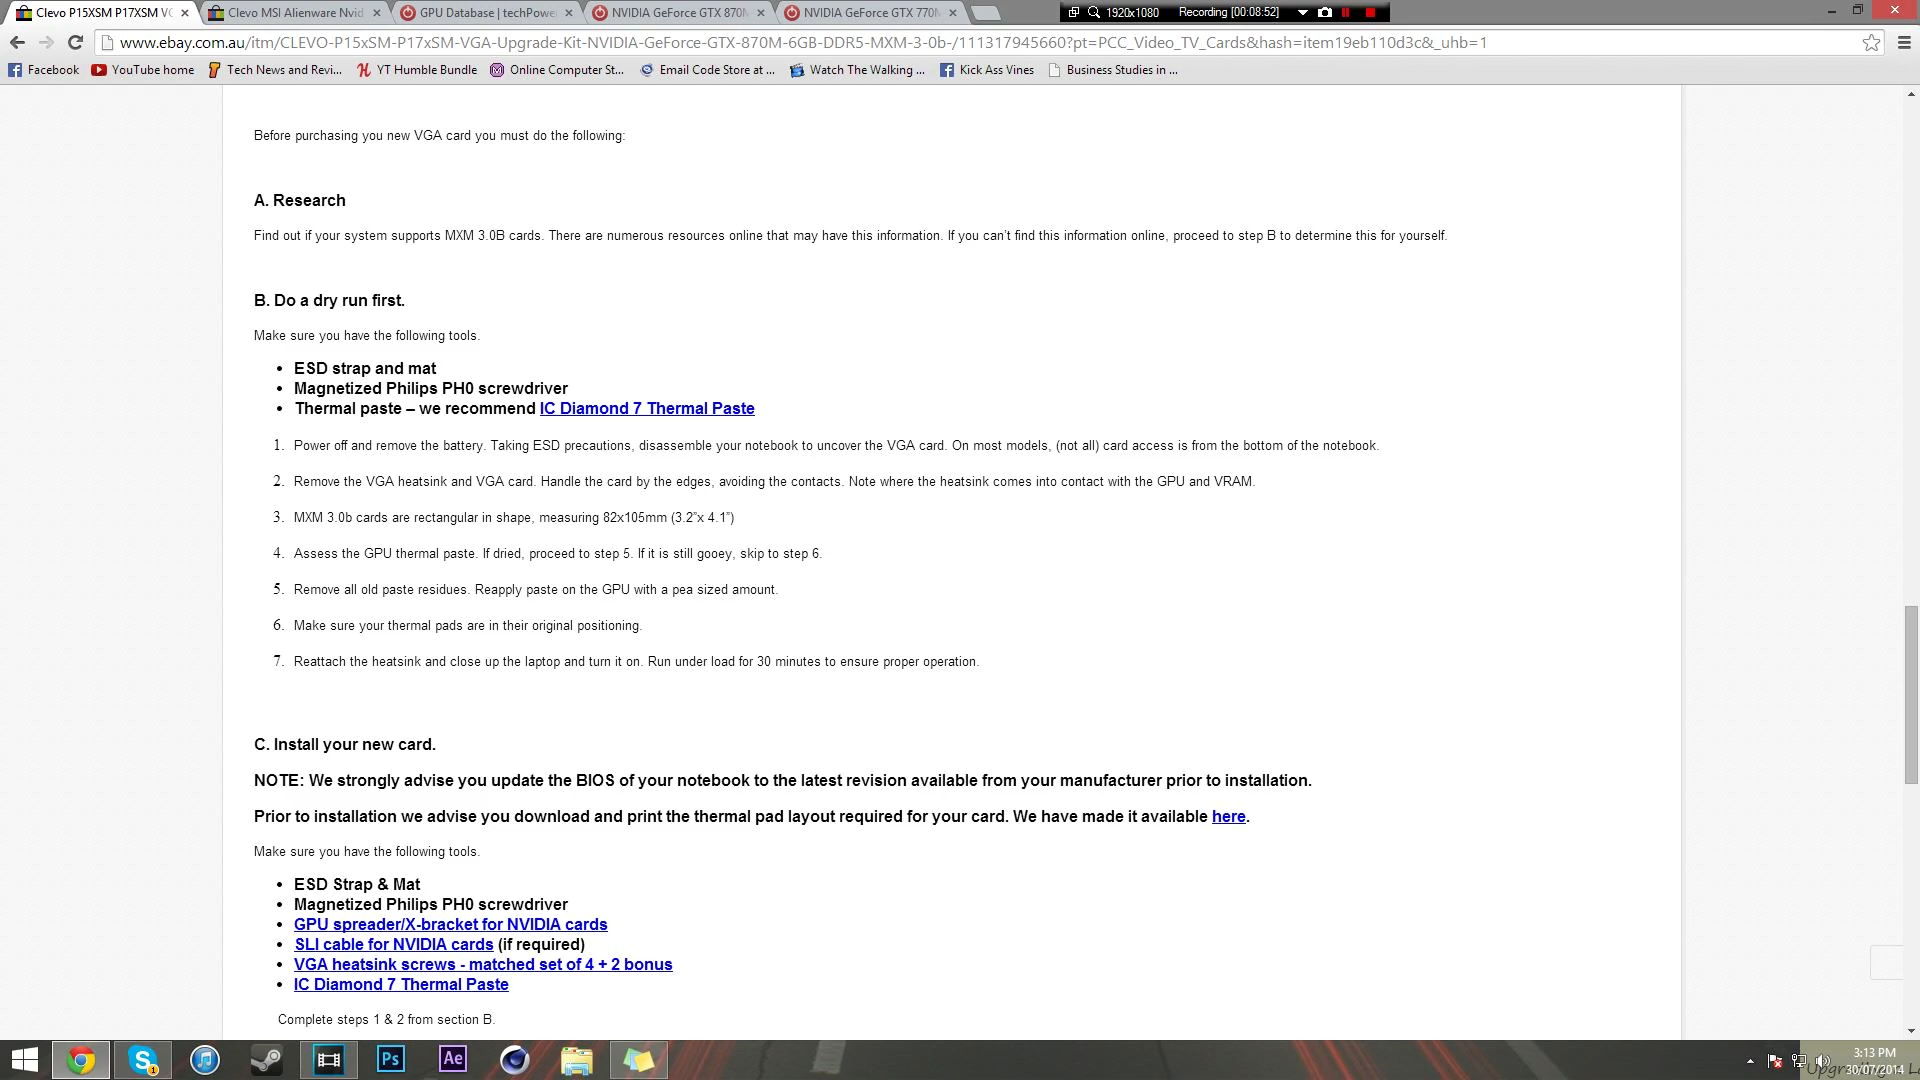 Clevo P15XSM P17XSM VG
Clevo MSI Alienware Nvid
GPU Database | techPowe
NVIDIA GeForce GTX 870M
NVIDIA GeForce GTX 770M
1920x1080 Recording [00:08:52]
www.ebay.com.au/itm/CLEVO-P15xSM-P17xSM-VGA-Upgrade-Kit-NVIDIA-GeForce-GTX-870M-6GB-DDR5-MXM-3-0b-/111317945660?pt=PCC_Video_TV_Cards&hash=item19eb110d3c&_uhb=1
Facebook YouTube home Tech News and Revi... YT Humble Bundle Online Computer St... Email Code Store at ... Watch The Walking ... Kick Ass Vines Business Studies in ...
Before purchasing you new VGA card you must do the following:
A. Research
Find out if your system supports MXM 3.0B cards. There are numerous resources online that may have this information. If you can't find this information online, proceed to step B to determine this for yourself.
B. Do a dry run first.
Make sure you have the following tools.
• ESD strap and mat
• Magnetized Philips PH0 screwdriver
• Thermal paste – we recommend IC Diamond 7 Thermal Paste
1. Power off and remove the battery. Taking ESD precautions, disassemble your notebook to uncover the VGA card. On most models, (not all) card access is from the bottom of the notebook.
2. Remove the VGA heatsink and VGA card. Handle the card by the edges, avoiding the contacts. Note where the heatsink comes into contact with the GPU and VRAM.
3. MXM 3.0b cards are rectangular in shape, measuring 82x105mm (3.2”x 4.1”)
4. Assess the GPU thermal paste. If dried, proceed to step 5. If it is still gooey, skip to step 6.
5. Remove all old paste residues. Reapply paste on the GPU with a pea sized amount.
6. Make sure your thermal pads are in their original positioning.
7. Reattach the heatsink and close up the laptop and turn it on. Run under load for 30 minutes to ensure proper operation.
C. Install your new card.
NOTE: We strongly advise you update the BIOS of your notebook to the latest revision available from your manufacturer prior to installation.
Prior to installation we advise you download and print the thermal pad layout required for your card. We have made it available here.
Make sure you have the following tools.
• ESD Strap & Mat
• Magnetized Philips PH0 screwdriver
• GPU spreader/X-bracket for NVIDIA cards
• SLI cable for NVIDIA cards (if required)
• VGA heatsink screws - matched set of 4 + 2 bonus
• IC Diamond 7 Thermal Paste
Complete steps 1 & 2 from section B.
Ps
Ae
3:13 PM
30/07/2014